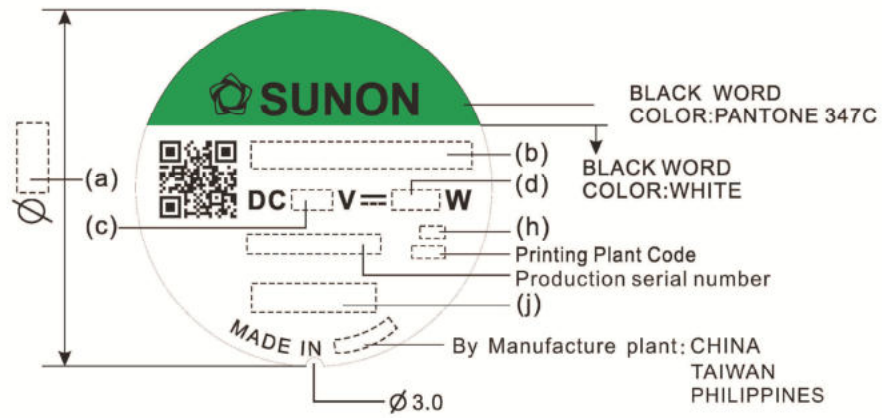 SUNON
BLACK WORD
COLOR:PANTONE 347C
(a)
(b)
BLACK WORD
COLOR:WHITE
(c)
DC V⎓ W
(d)
(h)
Printing Plant Code
Production serial number
(j)
MADE IN
By Manufacture plant: CHINA
TAIWAN
PHILIPPINES
Ø
Ø 3.0